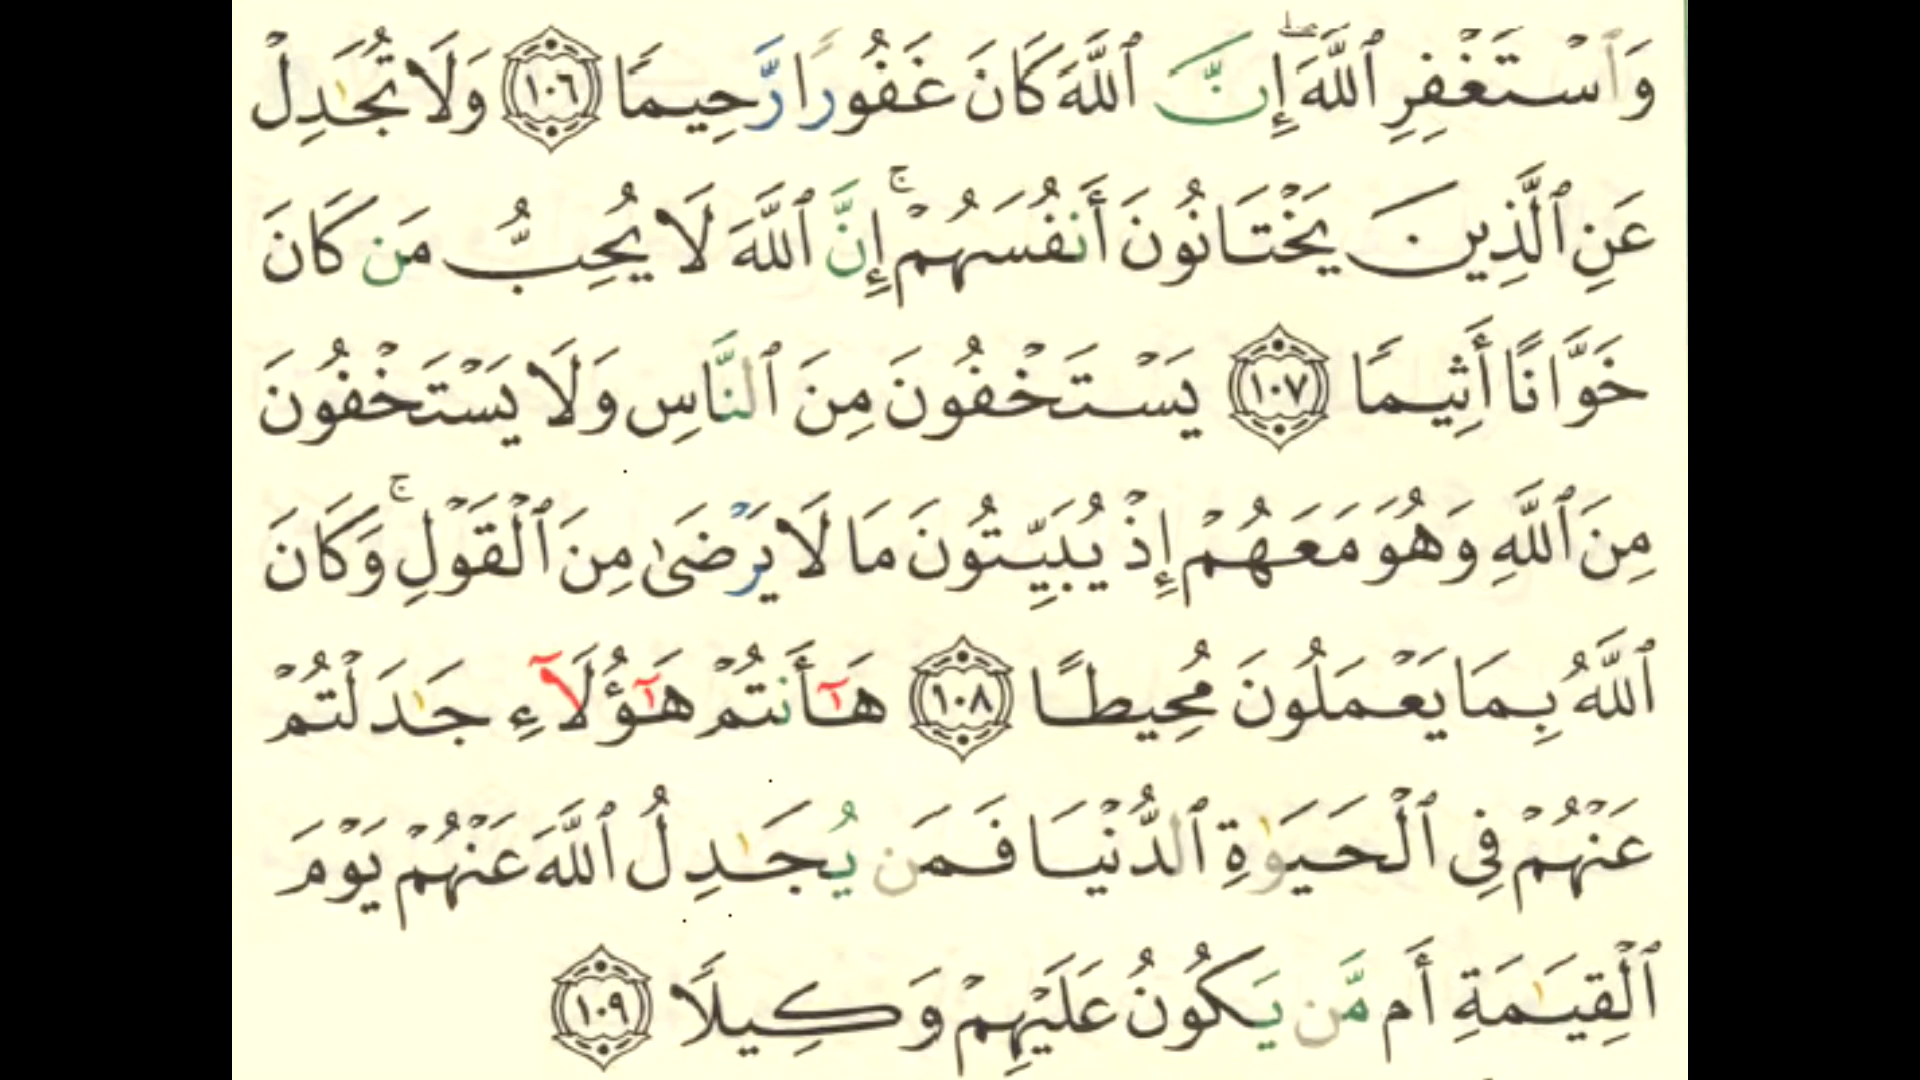 وَٱسْتَغْفِرِ ٱللَّهَ ۖ إِنَّ ٱللَّهَ كَانَ غَفُورًا رَّحِيمًا ١٠٦ وَلَا تُجَـٰدِلْ
عَنِ ٱلَّذِينَ يَخْتَانُونَ أَنفُسَهُمْ ۚ إِنَّ ٱللَّهَ لَا يُحِبُّ مَن كَانَ
خَوَّانًا أَثِيمًا ١٠٧ يَسْتَخْفُونَ مِنَ ٱلنَّاسِ وَلَا يَسْتَخْفُونَ
مِنَ ٱللَّهِ وَهُوَ مَعَهُمْ إِذْ يُبَيِّتُونَ مَا لَا يَرْضَىٰ مِنَ ٱلْقَوْلِ ۚ وَكَانَ
ٱللَّهُ بِمَا يَعْمَلُونَ مُحِيطًا ١٠٨ هَـٰٓأَنتُمْ هَـٰٓؤُلَآءِ جَـٰدَلْتُمْ
عَنْهُمْ فِى ٱلْحَيَوٰةِ ٱلدُّنْيَا فَمَن يُجَـٰدِلُ ٱللَّهَ عَنْهُمْ يَوْمَ
ٱلْقِيَـٰمَةِ أَم مَّن يَكُونُ عَلَيْهِمْ وَكِيلًا ١٠٩